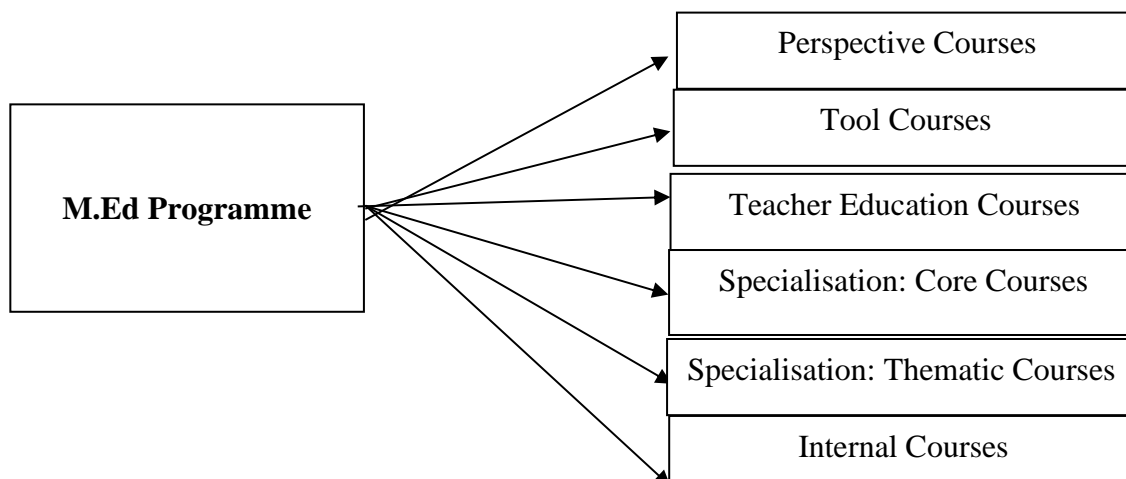 M.Ed Programme
Perspective Courses
Tool Courses
Teacher Education Courses
Specialisation: Core Courses
Specialisation: Thematic Courses
Internal Courses